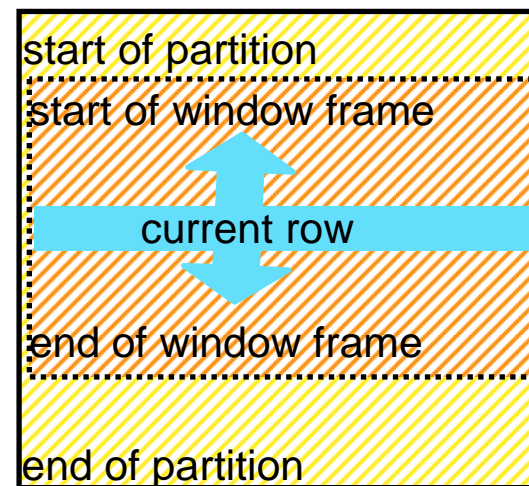 start of partition
start of window frame
current row
end of window frame
end of partition